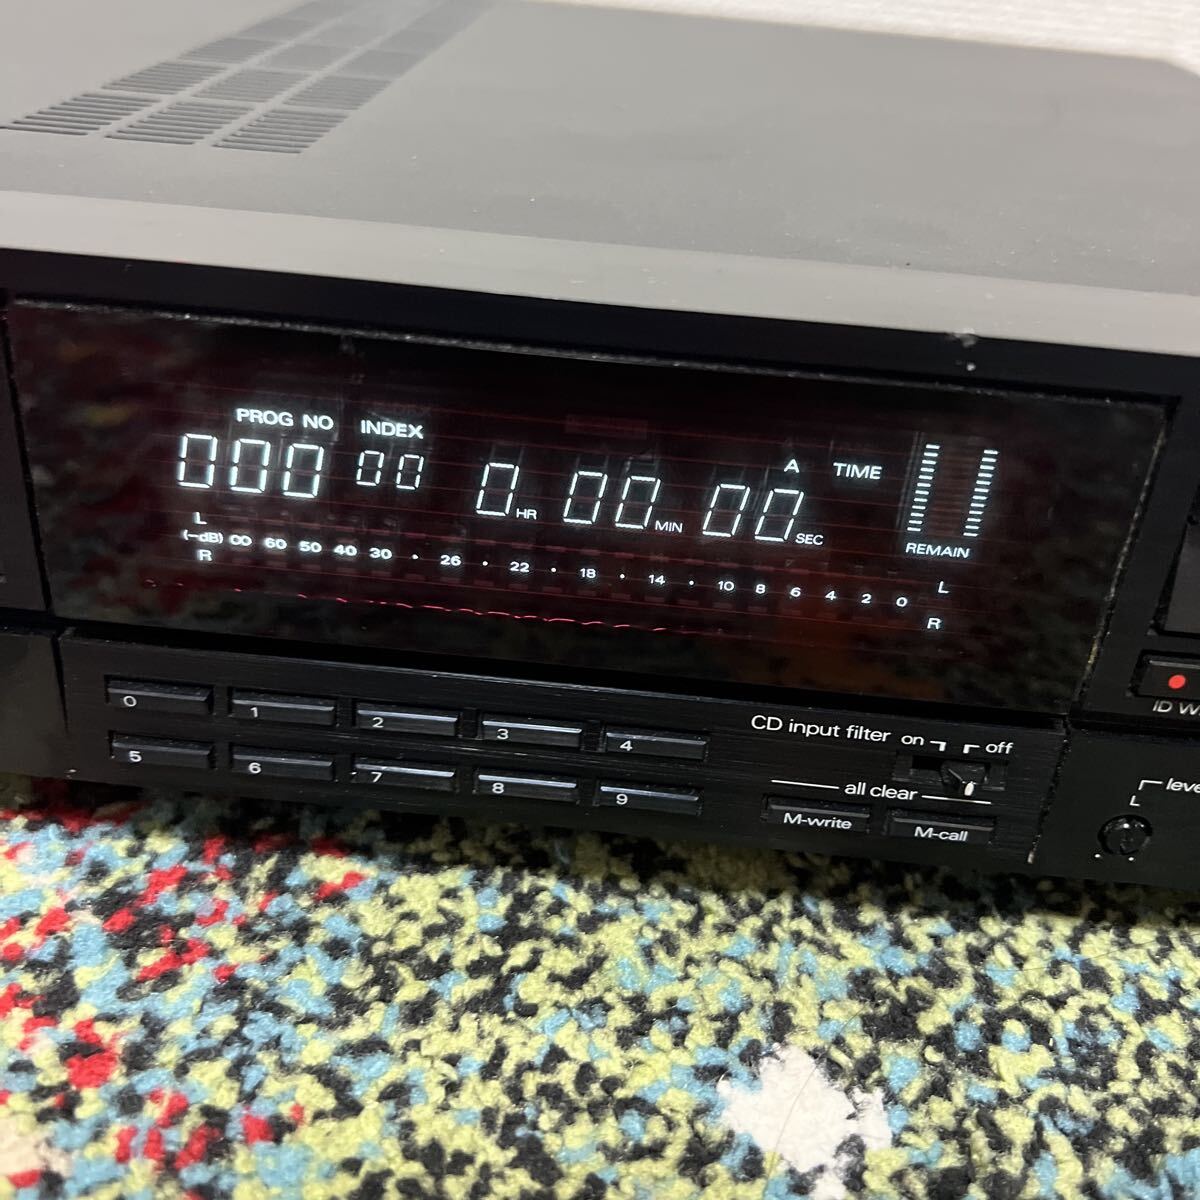 PROG NO INDEX
000 00 0 HR 00 MIN 00 SEC
A TIME
REMAIN
L
(-dB) ∞ 60 50 40 30 · 26 · 22 · 18 · 14 · 10 8 6 4 2 0
R
L
R
0 1 2 3 4
5 6 7 8 9
CD input filter on off
all clear
M-write M-call
ID W
leve
L